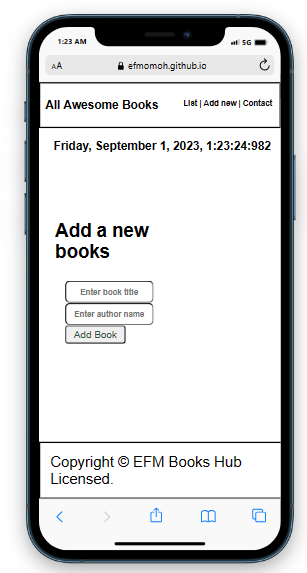 1:23 AM
5G
AA efmomoh.github.io
All Awesome Books
List | Add new | Contact
Friday, September 1, 2023, 1:23:24:982
Add a new
books
Enter book title
Enter author name
Add Book
Copyright © EFM Books Hub
Licensed.